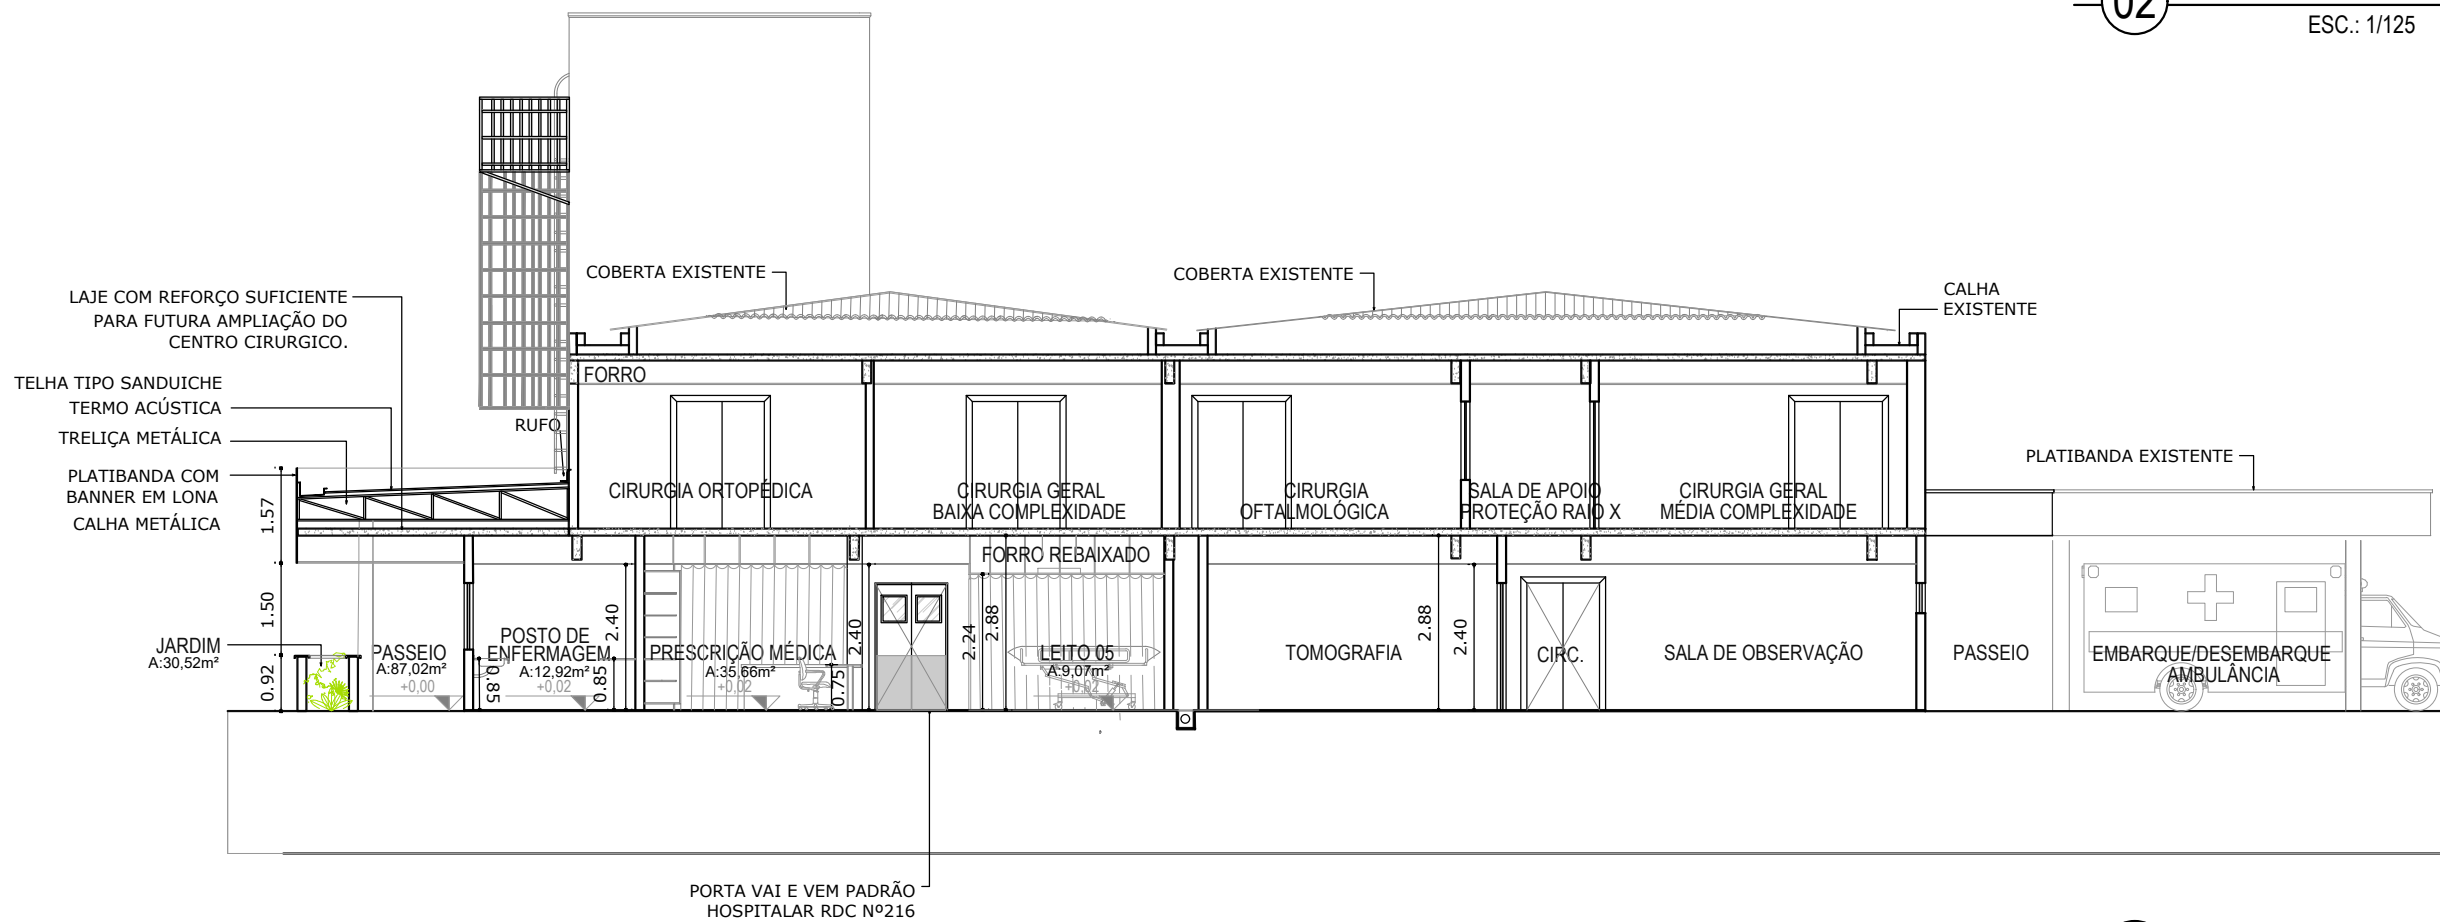 02
ESC.: 1/125
COBERTA EXISTENTE
COBERTA EXISTENTE
CALHA
EXISTENTE
LAJE COM REFORÇO SUFICIENTE
PARA FUTURA AMPLIAÇÃO DO
CENTRO CIRURGICO.
TELHA TIPO SANDUICHE
TERMO ACÚSTICA
TRELIÇA METÁLICA
PLATIBANDA COM
BANNER EM LONA
CALHA METÁLICA
RUFO
FORRO
PLATIBANDA EXISTENTE
CIRURGIA ORTOPÉDICA
CIRURGIA GERAL
BAIXA COMPLEXIDADE
CIRURGIA
OFTALMOLÓGICA
SALA DE APOIO
PROTEÇÃO RAIO X
CIRURGIA GERAL
MÉDIA COMPLEXIDADE
1.57
1.50
0.92
FORRO REBAIXADO
JARDIM
A:30,52m²
PASSEIO
A:87,02m²
+0,00
POSTO DE
ENFERMAGEM
A:12,92m²
+0,02
0.85
0.85
2.40
PRESCRIÇÃO MÉDICA
A:35,66m²
+0,02
0.75
2.40
2.24
2.88
LEITO 05
A:9,07m²
+0,02
TOMOGRAFIA
2.88
2.40
CIRC.
SALA DE OBSERVAÇÃO
PASSEIO
EMBARQUE/DESEMBARQUE
AMBULÂNCIA
PORTA VAI E VEM PADRÃO
HOSPITALAR RDC Nº216